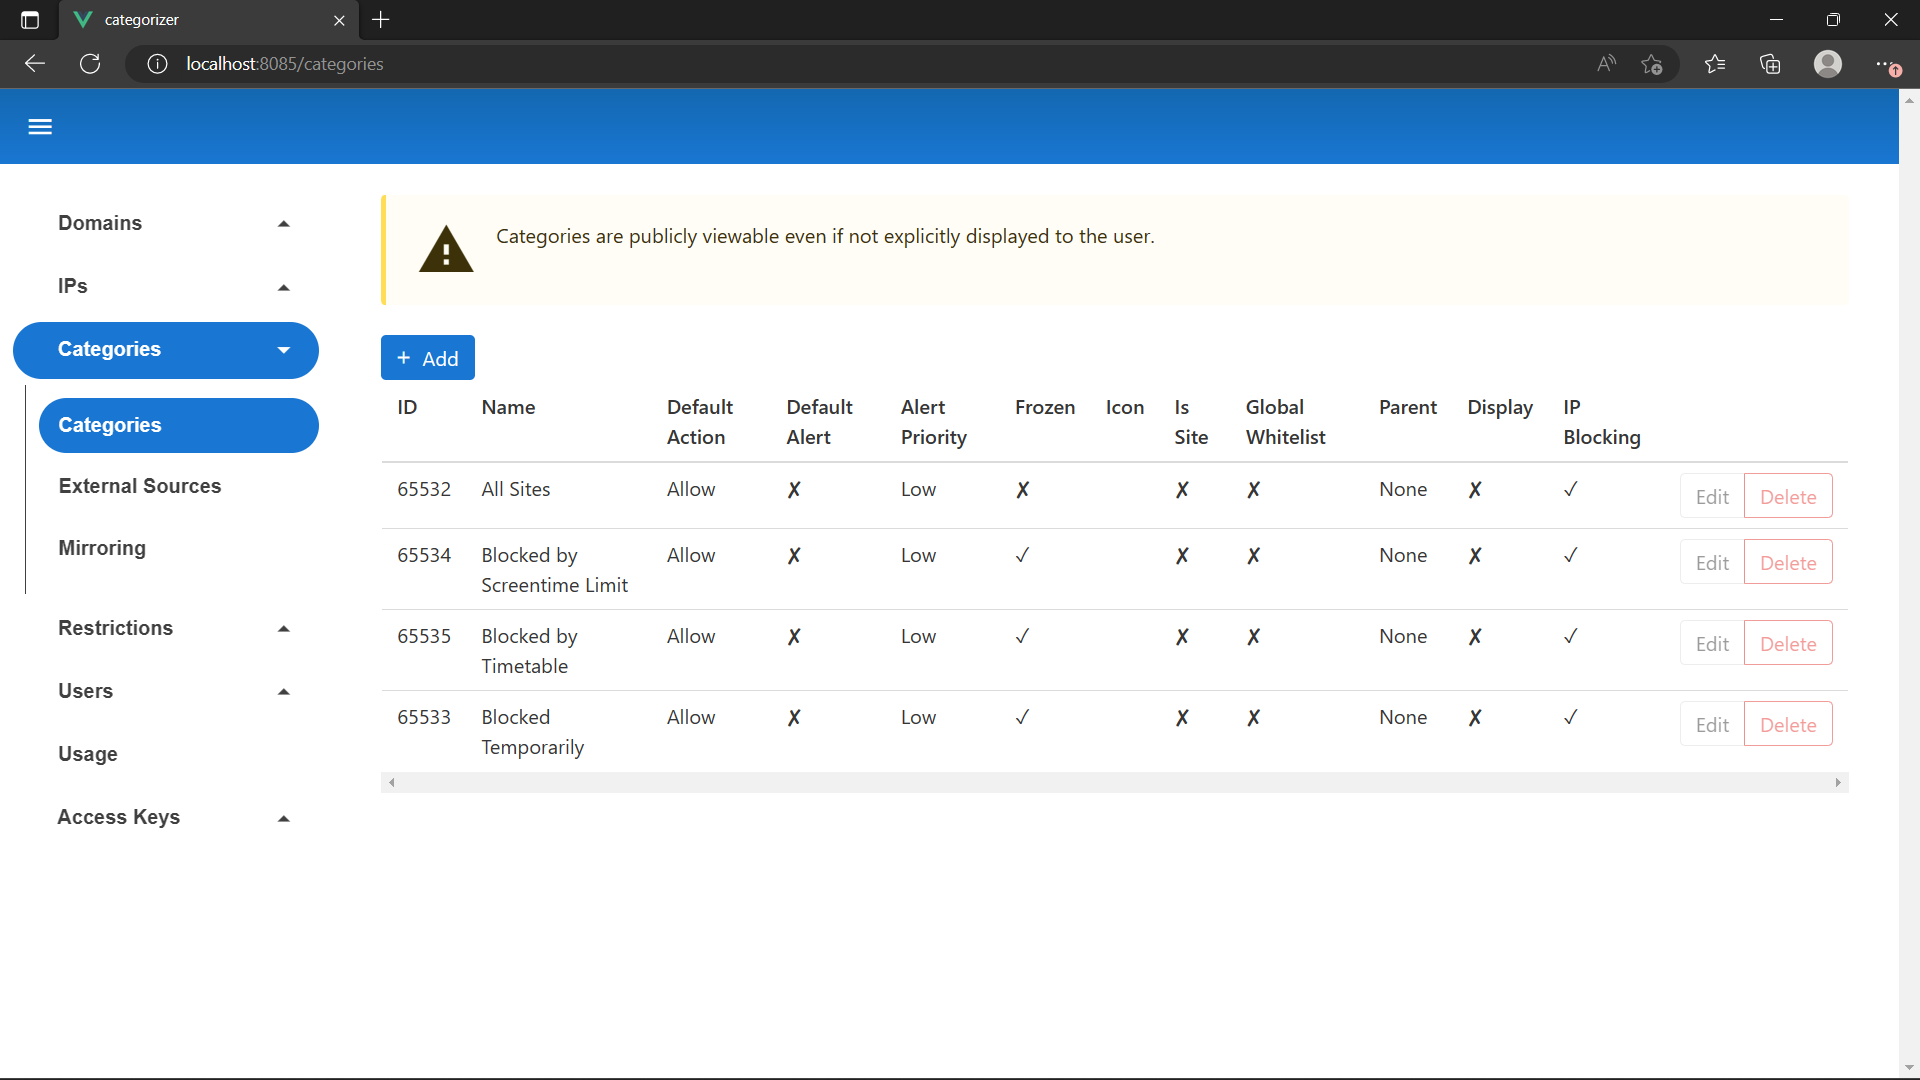 categorizer
localhost:8085/categories
Domains
IPs
Categories
Categories
External Sources
Mirroring
Restrictions
Users
Usage
Access Keys
Categories are publicly viewable even if not explicitly displayed to the user.
+ Add
ID Name Default Action Default Alert Alert Priority Frozen Icon Is Site Global Whitelist Parent Display IP Blocking
65532 All Sites Allow ✗ Low ✗ ✗ ✗ None ✗ ✓ Edit Delete
65534 Blocked by Screentime Limit Allow ✗ Low ✓ ✗ ✗ None ✗ ✓ Edit Delete
65535 Blocked by Timetable Allow ✗ Low ✓ ✗ ✗ None ✗ ✓ Edit Delete
65533 Blocked Temporarily Allow ✗ Low ✓ ✗ ✗ None ✗ ✓ Edit Delete